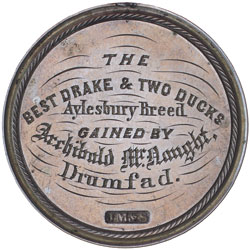 THE
BEST DRAKE & TWO DUCKS
Aylesbury Breed
GAINED BY
Archibald McNaught,
Drumfad.
J.M&S